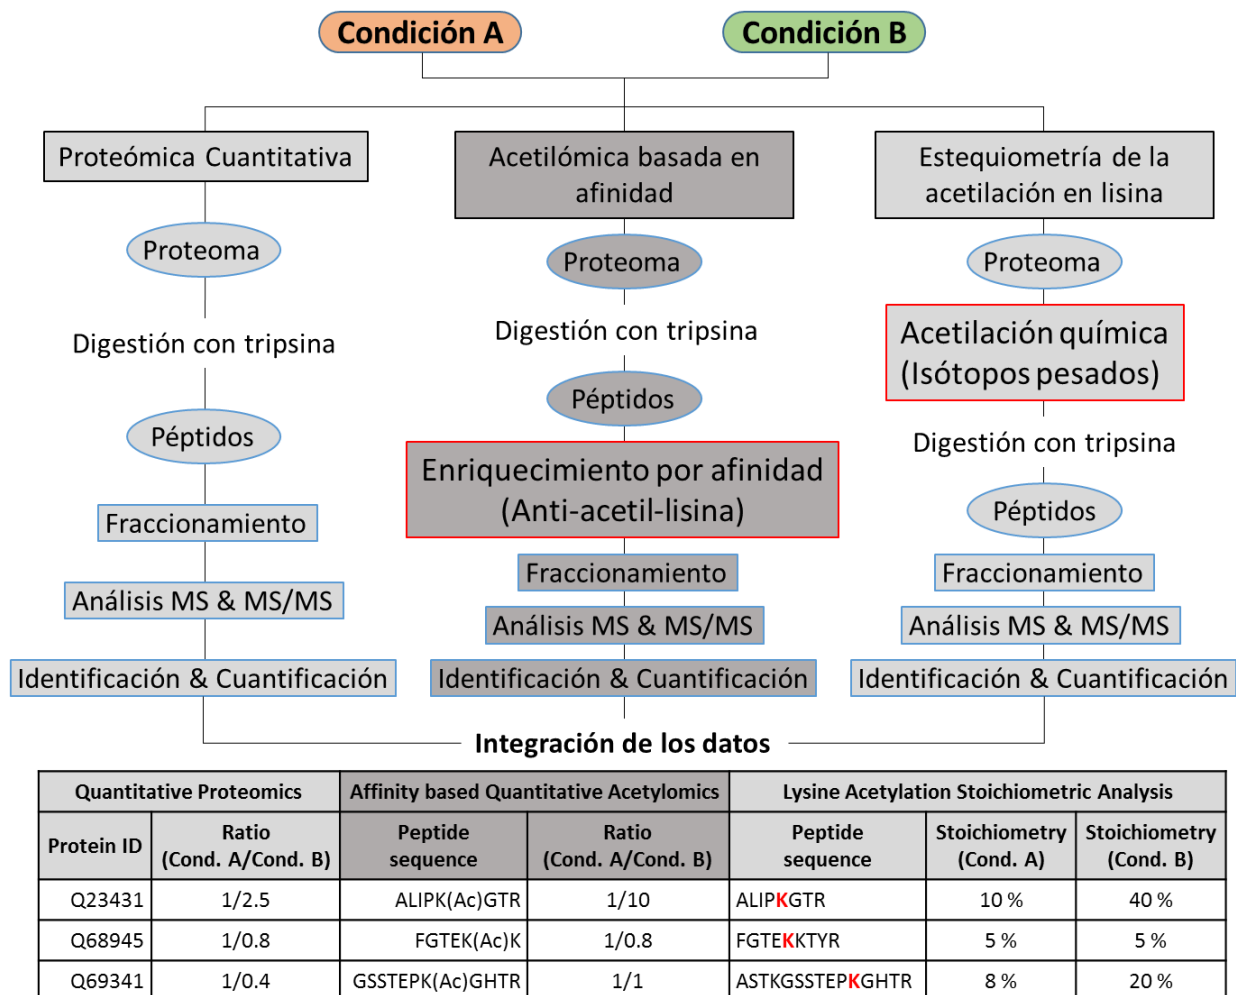 Condición A
Condición B
Proteómica Cuantitativa
Proteoma
Digestión con tripsina
Péptidos
Fraccionamiento
Análisis MS & MS/MS
Identificación & Cuantificación
Acetilómica basada en
afinidad
Proteoma
Digestión con tripsina
Péptidos
Enriquecimiento por afinidad
(Anti-acetil-lisina)
Fraccionamiento
Análisis MS & MS/MS
Identificación & Cuantificación
Estequiometría de la
acetilación en lisina
Proteoma
Acetilación química
(Isótopos pesados)
Digestión con tripsina
Péptidos
Fraccionamiento
Análisis MS & MS/MS
Identificación & Cuantificación
Integración de los datos
Quantitative Proteomics Affinity based Quantitative Acetylomics Lysine Acetylation Stoichiometric Analysis
Protein ID Ratio (Cond. A/Cond. B) Peptide sequence Ratio (Cond. A/Cond. B) Peptide sequence Stoichiometry (Cond. A) Stoichiometry (Cond. B)
Q23431 1/2.5 ALIPK(Ac)GTR 1/10 ALIPKGTR 10 % 40 %
Q68945 1/0.8 FGTEK(Ac)K 1/0.8 FGTEKKTYR 5 % 5 %
Q69341 1/0.4 GSSTEPK(Ac)GHTR 1/1 ASTKGSSTEPKGHTR 8 % 20 %